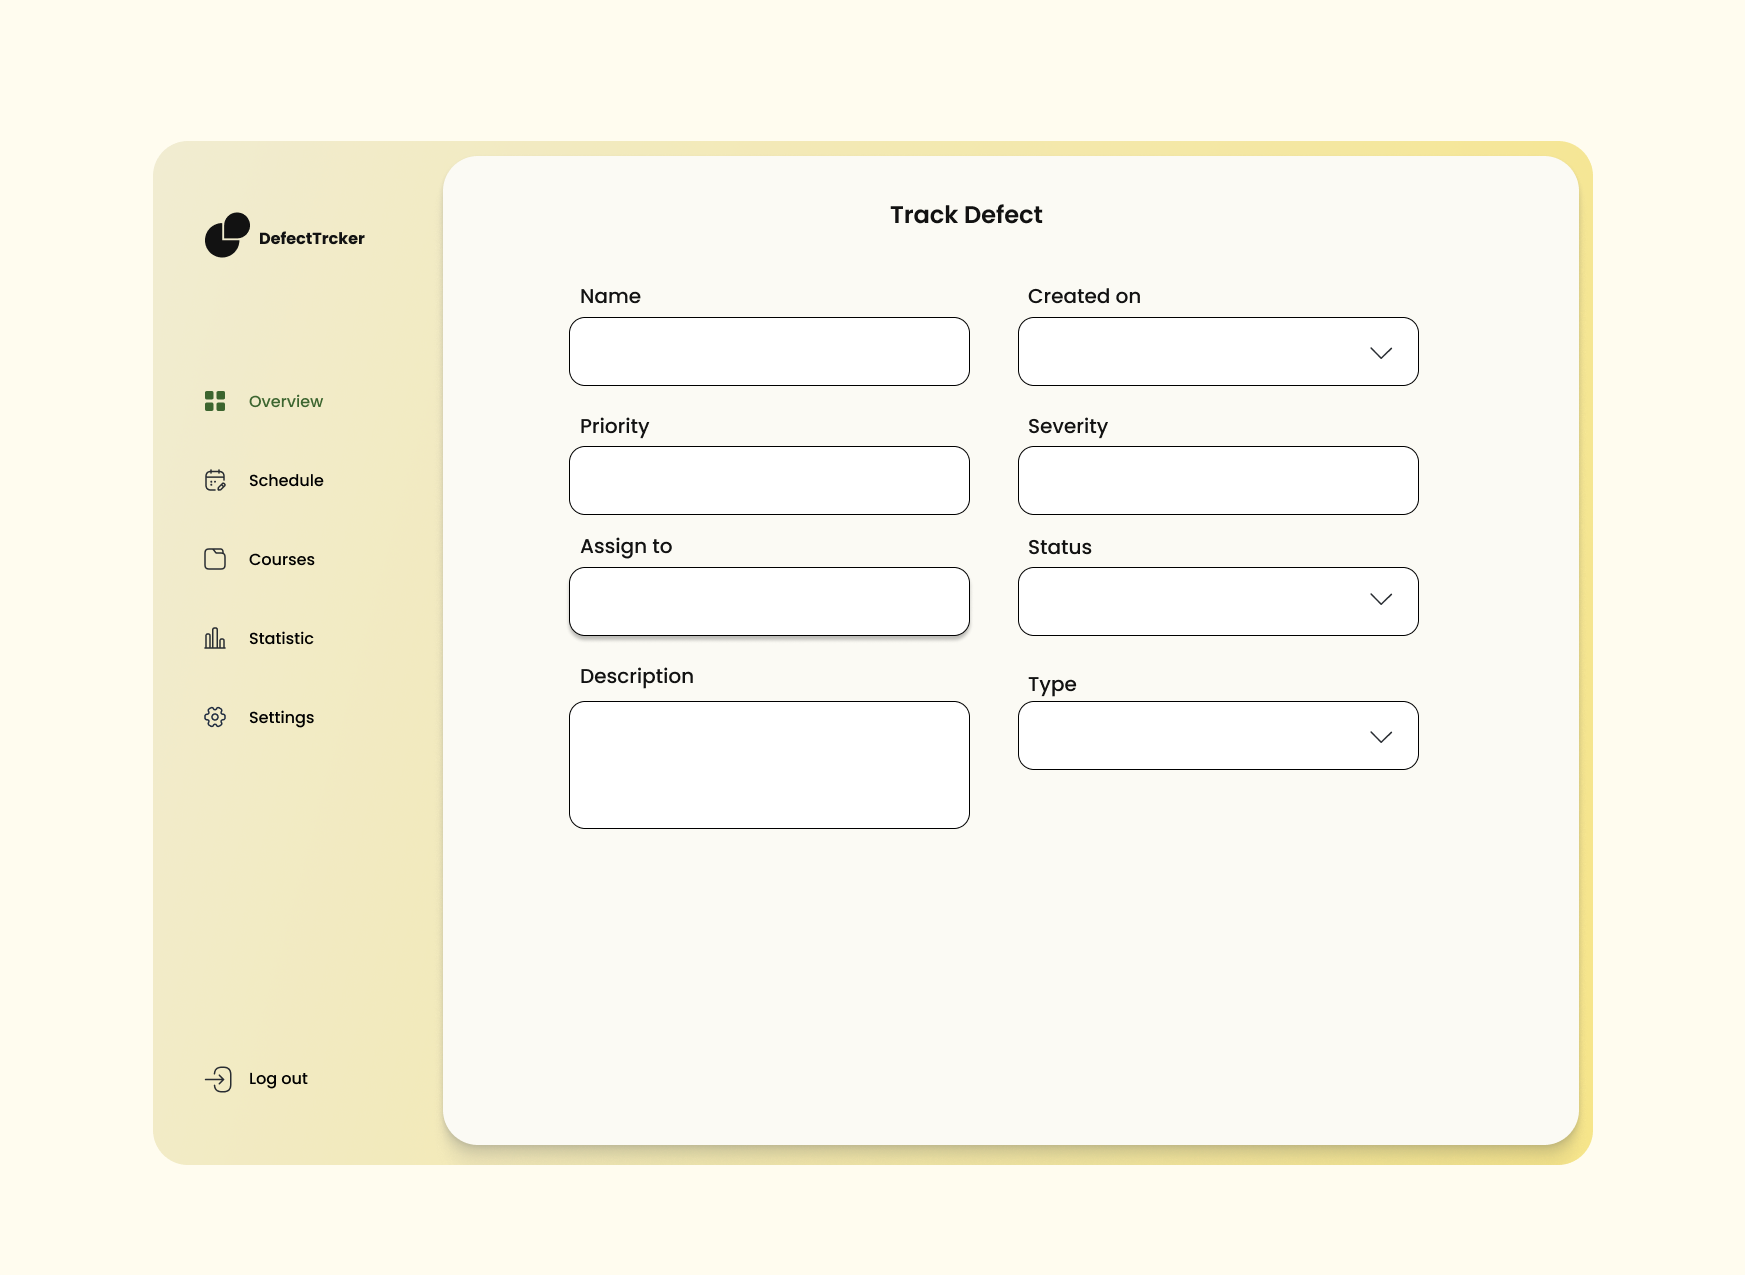 DefectTrcker
Overview
Schedule
Courses
Statistic
Settings
Log out
Track Defect
Name
Created on
Priority
Severity
Assign to
Status
Description
Type